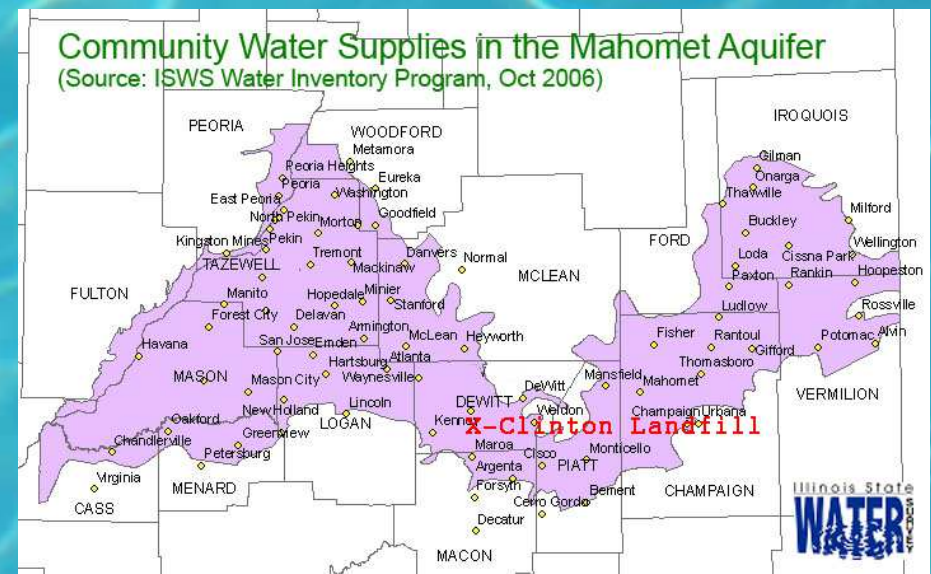 Community Water Supplies in the Mahomet Aquifer
(Source: ISWS Water Inventory Program, Oct 2006)
IROQUOIS
PEORIA
WOODFORD
Metamora
Gilman
Peoria Heights
Eureka
Onarga
Peoria
Washington
Thawville
East Peoria
Milford
North Pekin
Morton
Goodfield
Buckley
Kingston Mines
Pekin
FORD
Wellington
Tremont
Danvers
Normal
Loda
Cissna Park
TAZEWELL
Mackinaw
MCLEAN
Paxton
Rankin
Hoopeston
FULTON
Manito
Hopedale
Minier
Stanford
Ludlow
Rossville
Forest City
Delavan
Armington
Fisher
Rantoul
Potomac
Alvin
Havana
San Jose
Emden
McLean
Heyworth
Gifford
Hartsburg
Atlanta
Thomasboro
MASON
Mason City
Waynesville
DeWitt
Mansfield
Mahomet
VERMILION
New Holland
Lincoln
DEWITT
Weldon
Champaign
Urbana
Oakford
LOGAN
Kenney
X-Clinton Landfill
Chandlerville
Greenview
Maroa
Cisco
Monticello
Petersburg
Argenta
PIATT
Virginia
MENARD
Forsyth
Cerro Gordo
Bement
CHAMPAIGN
CASS
Decatur
MACON
Illinois State
WATER
SURVEY